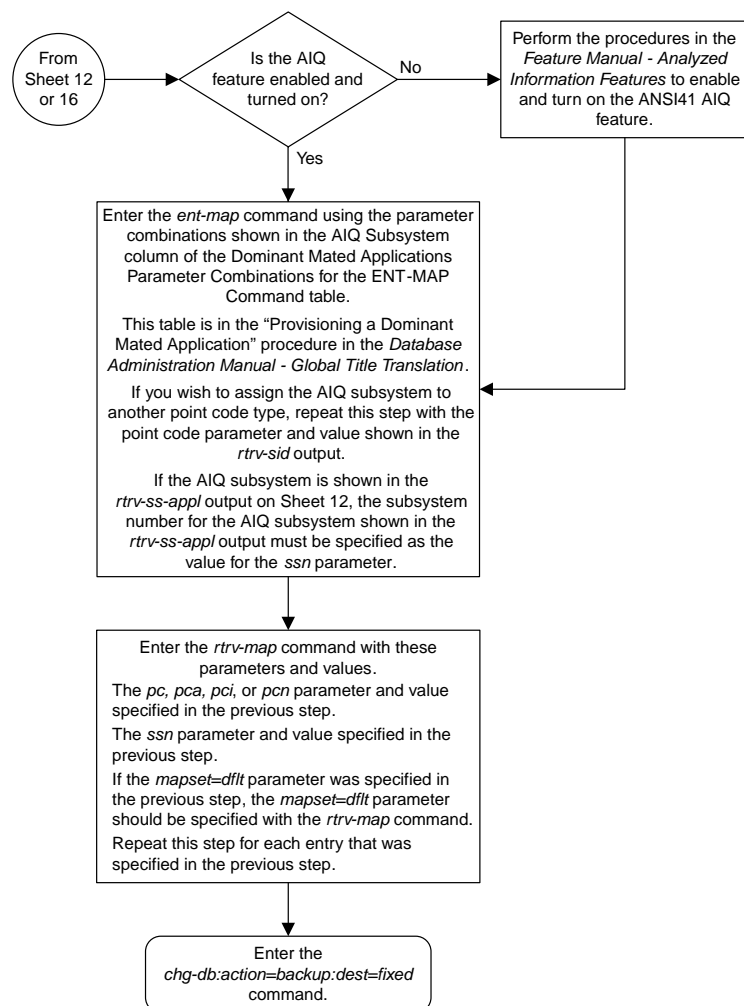 From
Sheet 12
or 16
Is the AIQ
feature enabled and
turned on?
No
Perform the procedures in the
Feature Manual - Analyzed
Information Features to enable
and turn on the ANSI41 AIQ
feature.
Yes
Enter the ent-map command using the parameter
combinations shown in the AIQ Subsystem
column of the Dominant Mated Applications
Parameter Combinations for the ENT-MAP
Command table.
This table is in the “Provisioning a Dominant
Mated Application” procedure in the Database
Administration Manual - Global Title Translation.
If you wish to assign the AIQ subsystem to
another point code type, repeat this step with the
point code parameter and value shown in the
rtrv-sid output.
If the AIQ subsystem is shown in the
rtrv-ss-appl output on Sheet 12, the subsystem
number for the AIQ subsystem shown in the
rtrv-ss-appl output must be specified as the
value for the ssn parameter.
Enter the rtrv-map command with these
parameters and values.
The pc, pca, pci, or pcn parameter and value
specified in the previous step.
The ssn parameter and value specified in the
previous step.
If the mapset=dflt parameter was specified in
the previous step, the mapset=dflt parameter
should be specified with the rtrv-map command.
Repeat this step for each entry that was
specified in the previous step.
Enter the
chg-db:action=backup:dest=fixed
command.